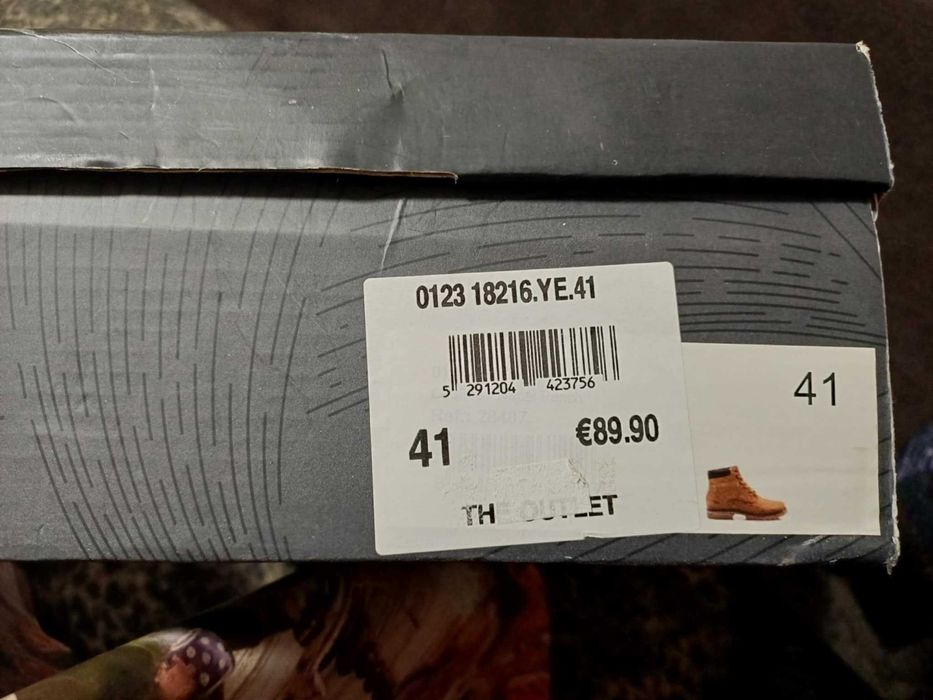 0123 18216.YE.41
5 291204 423756
41
€89.90
THE OUTLET
41